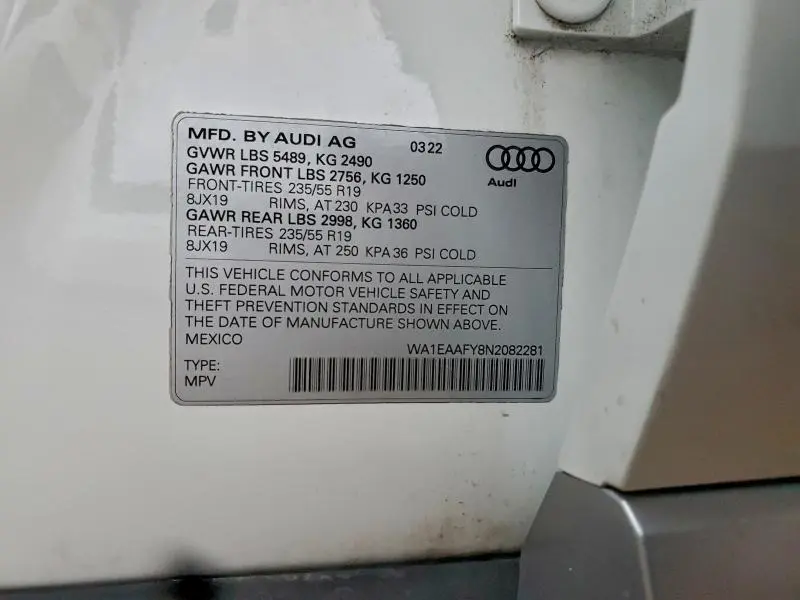 MFD. BY AUDI AG 0322
GVWR LBS 5489, KG 2490
GAWR FRONT LBS 2756, KG 1250
FRONT-TIRES 235/55 R19
8JX19 RIMS, AT 230 KPA 33 PSI COLD
GAWR REAR LBS 2998, KG 1360
REAR-TIRES 235/55 R19
8JX19 RIMS, AT 250 KPA 36 PSI COLD
Audi
THIS VEHICLE CONFORMS TO ALL APPLICABLE
U.S. FEDERAL MOTOR VEHICLE SAFETY AND
THEFT PREVENTION STANDARDS IN EFFECT ON
THE DATE OF MANUFACTURE SHOWN ABOVE.
MEXICO WA1EAAFY8N2082281
TYPE:
MPV